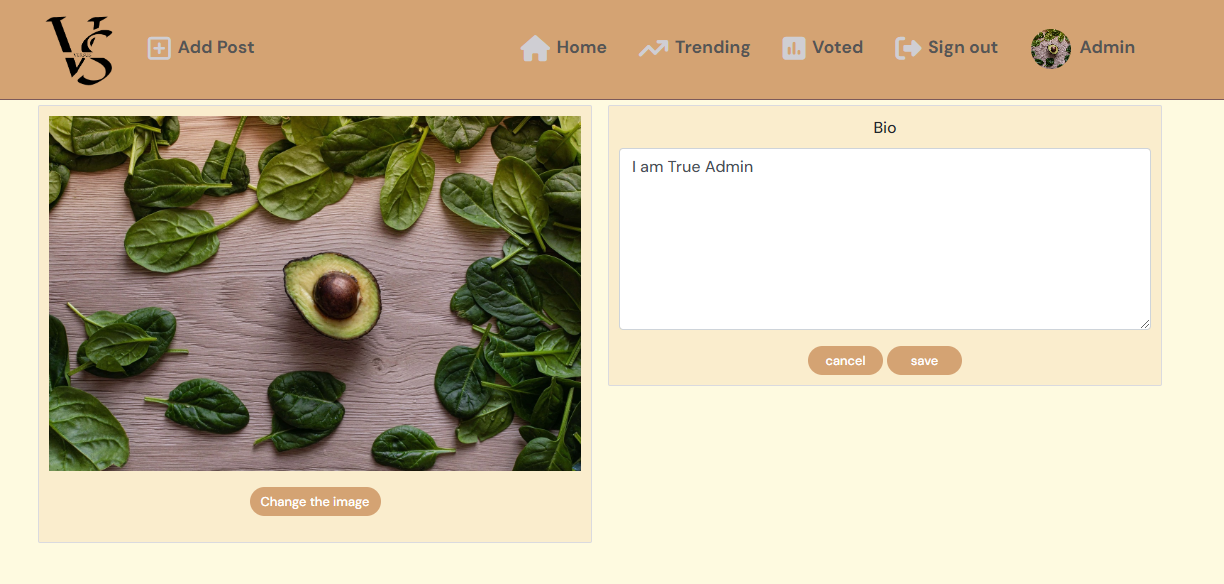 VS
Add Post
Home
Trending
Voted
Sign out
Admin
Bio
I am True Admin
cancel
save
Change the image